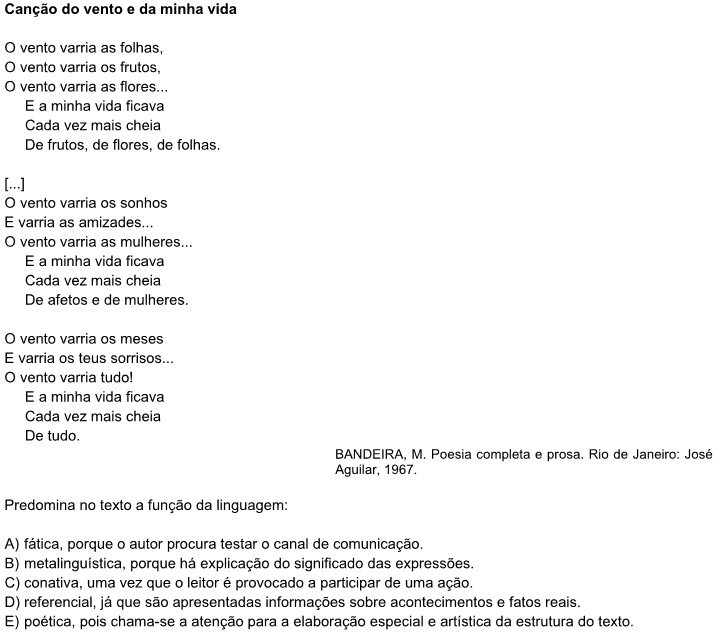 Canção do vento e da minha vida
O vento varria as folhas,
O vento varria os frutos,
O vento varria as flores...
E a minha vida ficava
Cada vez mais cheia
De frutos, de flores, de folhas.
[...]
O vento varria os sonhos
E varria as amizades...
O vento varria as mulheres...
E a minha vida ficava
Cada vez mais cheia
De afetos e de mulheres.
O vento varria os meses
E varria os teus sorrisos...
O vento varria tudo!
E a minha vida ficava
Cada vez mais cheia
De tudo.
BANDEIRA, M. Poesia completa e prosa. Rio de Janeiro: José
Aguilar, 1967.
Predomina no texto a função da linguagem:
A) fática, porque o autor procura testar o canal de comunicação.
B) metalinguística, porque há explicação do significado das expressões.
C) conativa, uma vez que o leitor é provocado a participar de uma ação.
D) referencial, já que são apresentadas informações sobre acontecimentos e fatos reais.
E) poética, pois chama-se a atenção para a elaboração especial e artística da estrutura do texto.